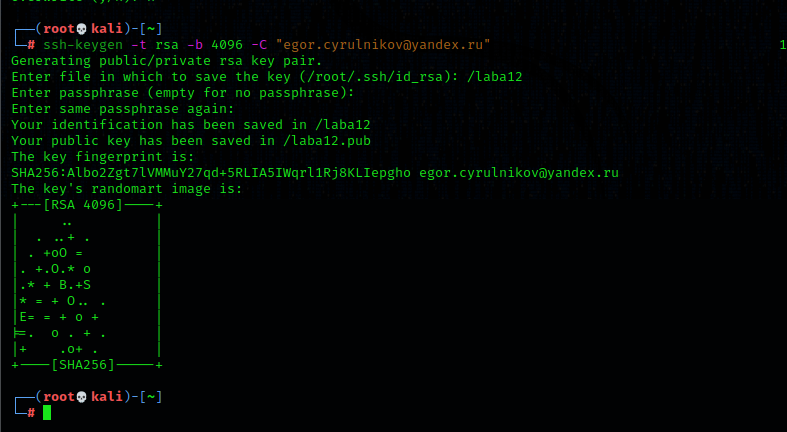 ┌──(root💀kali)-[~]
└─# ssh-keygen -t rsa -b 4096 -C "egor.cyrulnikov@yandex.ru" 1
Generating public/private rsa key pair.
Enter file in which to save the key (/root/.ssh/id_rsa): /laba12
Enter passphrase (empty for no passphrase):
Enter same passphrase again:
Your identification has been saved in /laba12
Your public key has been saved in /laba12.pub
The key fingerprint is:
SHA256:Albo2Zgt7lVMMuY27qd+5RLIA5IWqrl1Rj8KLIepgho egor.cyrulnikov@yandex.ru
The key's randomart image is:
+---[RSA 4096]----+
|      ..         |
|  . ..+ .        |
| . +oO =         |
|. +.O.* o        |
|.* + B.+S        |
|* = + O.. .      |
|E= = + o +       |
|=.  o . + .      |
|+    .o+ .       |
+----[SHA256]-----+
┌──(root💀kali)-[~]
└─#